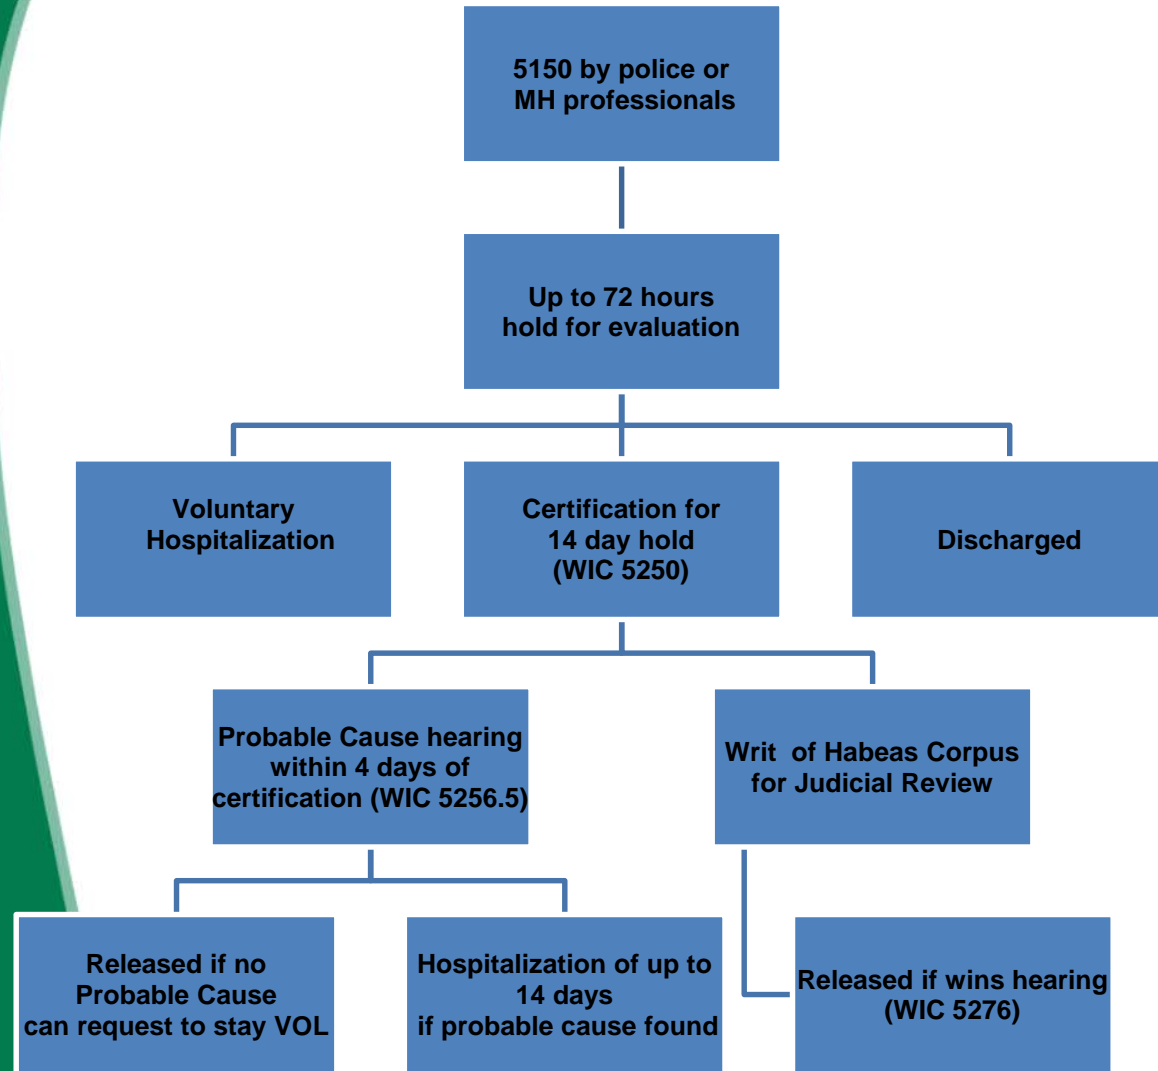 5150 by police or
MH professionals
Up to 72 hours
hold for evaluation
Voluntary
Hospitalization
Certification for
14 day hold
(WIC 5250)
Discharged
Probable Cause hearing
within 4 days of
certification (WIC 5256.5)
Writ  of Habeas Corpus
for Judicial Review
Released if no
Probable Cause
can request to stay VOL
Hospitalization of up to
14 days
if probable cause found
Released if wins hearing
(WIC 5276)